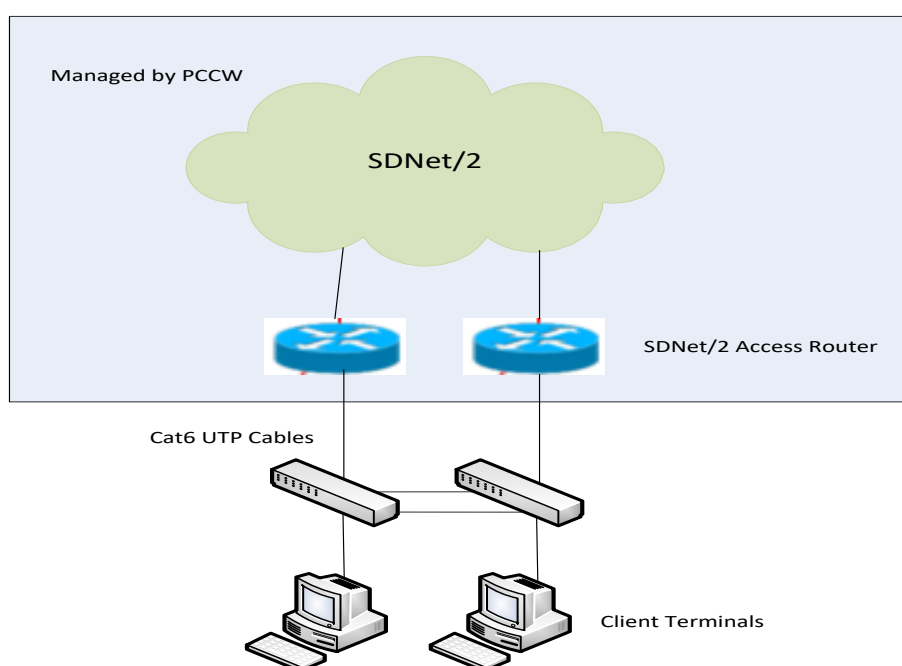 Managed by PCCW
SDNet/2
SDNet/2 Access Router
Cat6 UTP Cables
Client Terminals